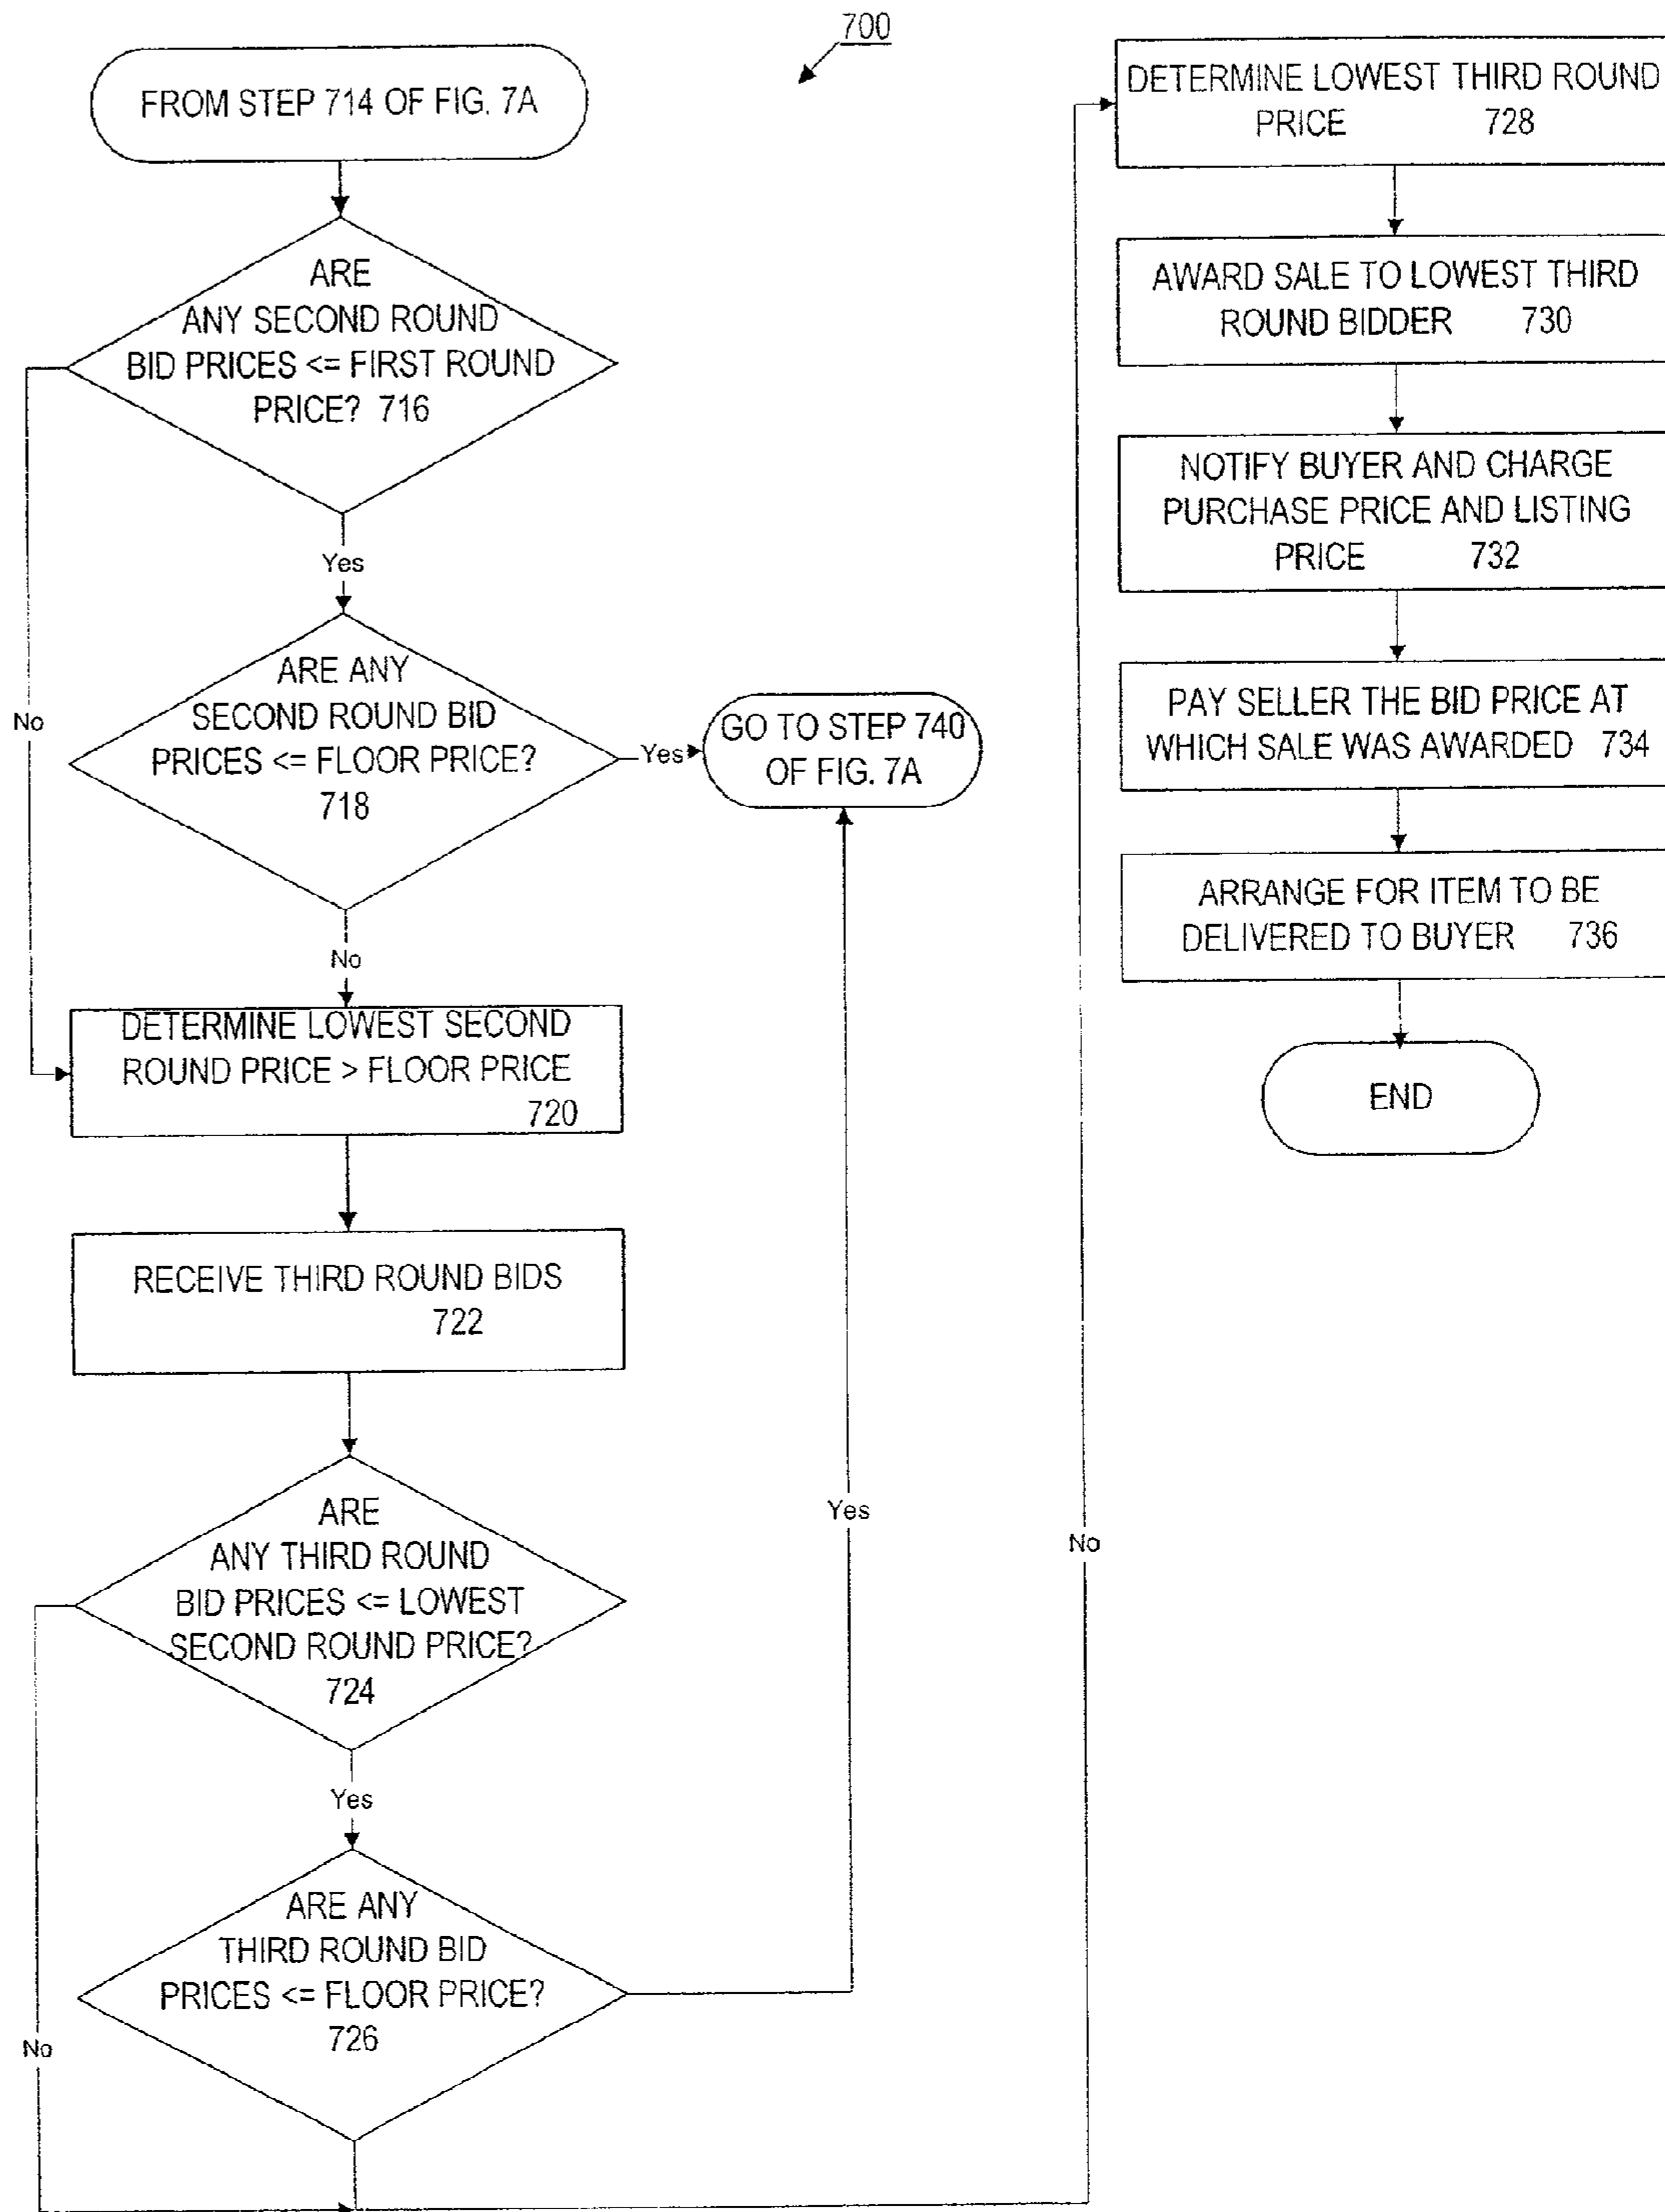 700
FROM STEP 714 OF FIG. 7A
ARE
ANY SECOND ROUND
BID PRICES <= FIRST ROUND
PRICE? 716
No
Yes
ARE ANY
SECOND ROUND BID
PRICES <= FLOOR PRICE?
718
Yes
GO TO STEP 740
OF FIG. 7A
No
DETERMINE LOWEST SECOND
ROUND PRICE > FLOOR PRICE
720
RECEIVE THIRD ROUND BIDS
722
ARE
ANY THIRD ROUND
BID PRICES <= LOWEST
SECOND ROUND PRICE?
724
Yes
Yes
ARE ANY
THIRD ROUND BID
PRICES <= FLOOR PRICE?
726
No
No
DETERMINE LOWEST THIRD ROUND
PRICE 728
AWARD SALE TO LOWEST THIRD
ROUND BIDDER 730
NOTIFY BUYER AND CHARGE
PURCHASE PRICE AND LISTING
PRICE 732
PAY SELLER THE BID PRICE AT
WHICH SALE WAS AWARDED 734
ARRANGE FOR ITEM TO BE
DELIVERED TO BUYER 736
END